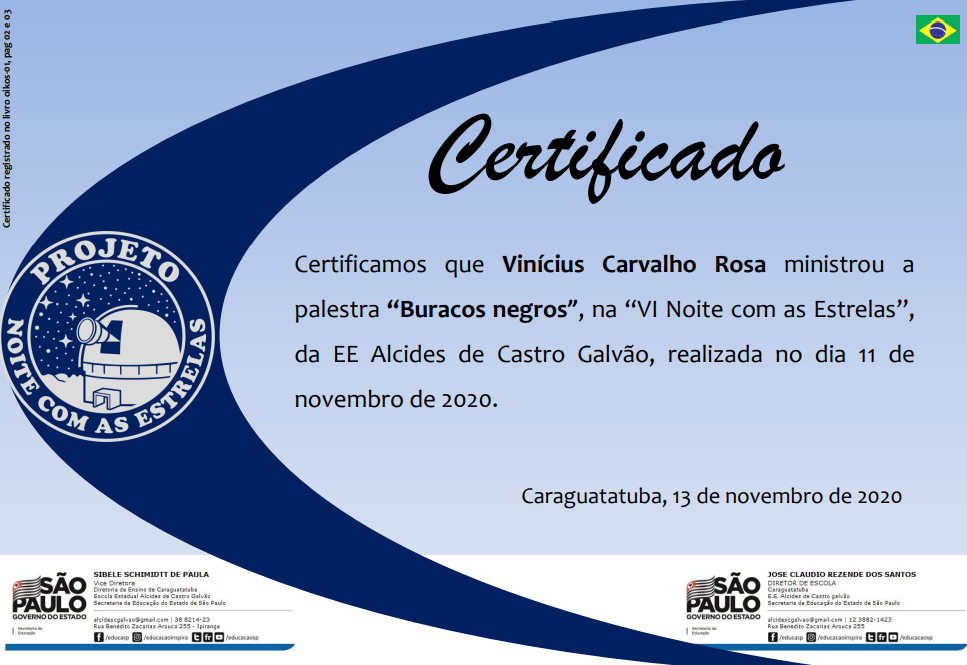 Certificado registrado no livro oikos-01, pag 02 e 03
Certificado
PROJETO
NOITE COM AS ESTRELAS
Certificamos que Vinícius Carvalho Rosa ministrou a
palestra “Buracos negros”, na “VI Noite com as Estrelas”,
da EE Alcides de Castro Galvão, realizada no dia 11 de
novembro de 2020.
Caraguatatuba, 13 de novembro de 2020
SÃO
PAULO
GOVERNO DO ESTADO
Secretaria da
Educação
SIBELE SCHIMIDTT DE PAULA
Vice Diretora
Diretoria de Ensino de Caraguatatuba
Escola Estadual Alcides de Castro Galvão
Secretaria da Educação do Estado de São Paulo
alcidescgalvao@gmail.com | 38 8214-23
Rua Benedito Zacarias Arouca 255 - Ipiranga
/educasp /educacaoinspira /educacaosp
SÃO
PAULO
GOVERNO DO ESTADO
Secretaria da
Educação
JOSE CLAUDIO REZENDE DOS SANTOS
DIRETOR DE ESCOLA
Caraguatatuba
E.E. Alcides de Castro galvão
Secretaria da Educação do Estado de São Paulo
alcidescgalvao@gmail.com | 12 3882-1423
Rua Benedito Zacarias Arouca 255
/educasp /educacaoinspira /educacaosp